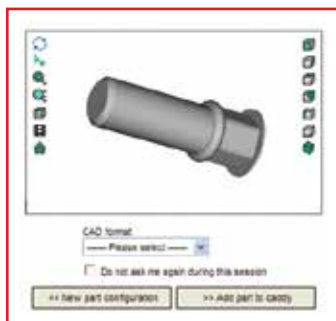 CAD format
----- Please select -----
Do not ask me again during this session
<< New part configuration
>> Add part to caddy